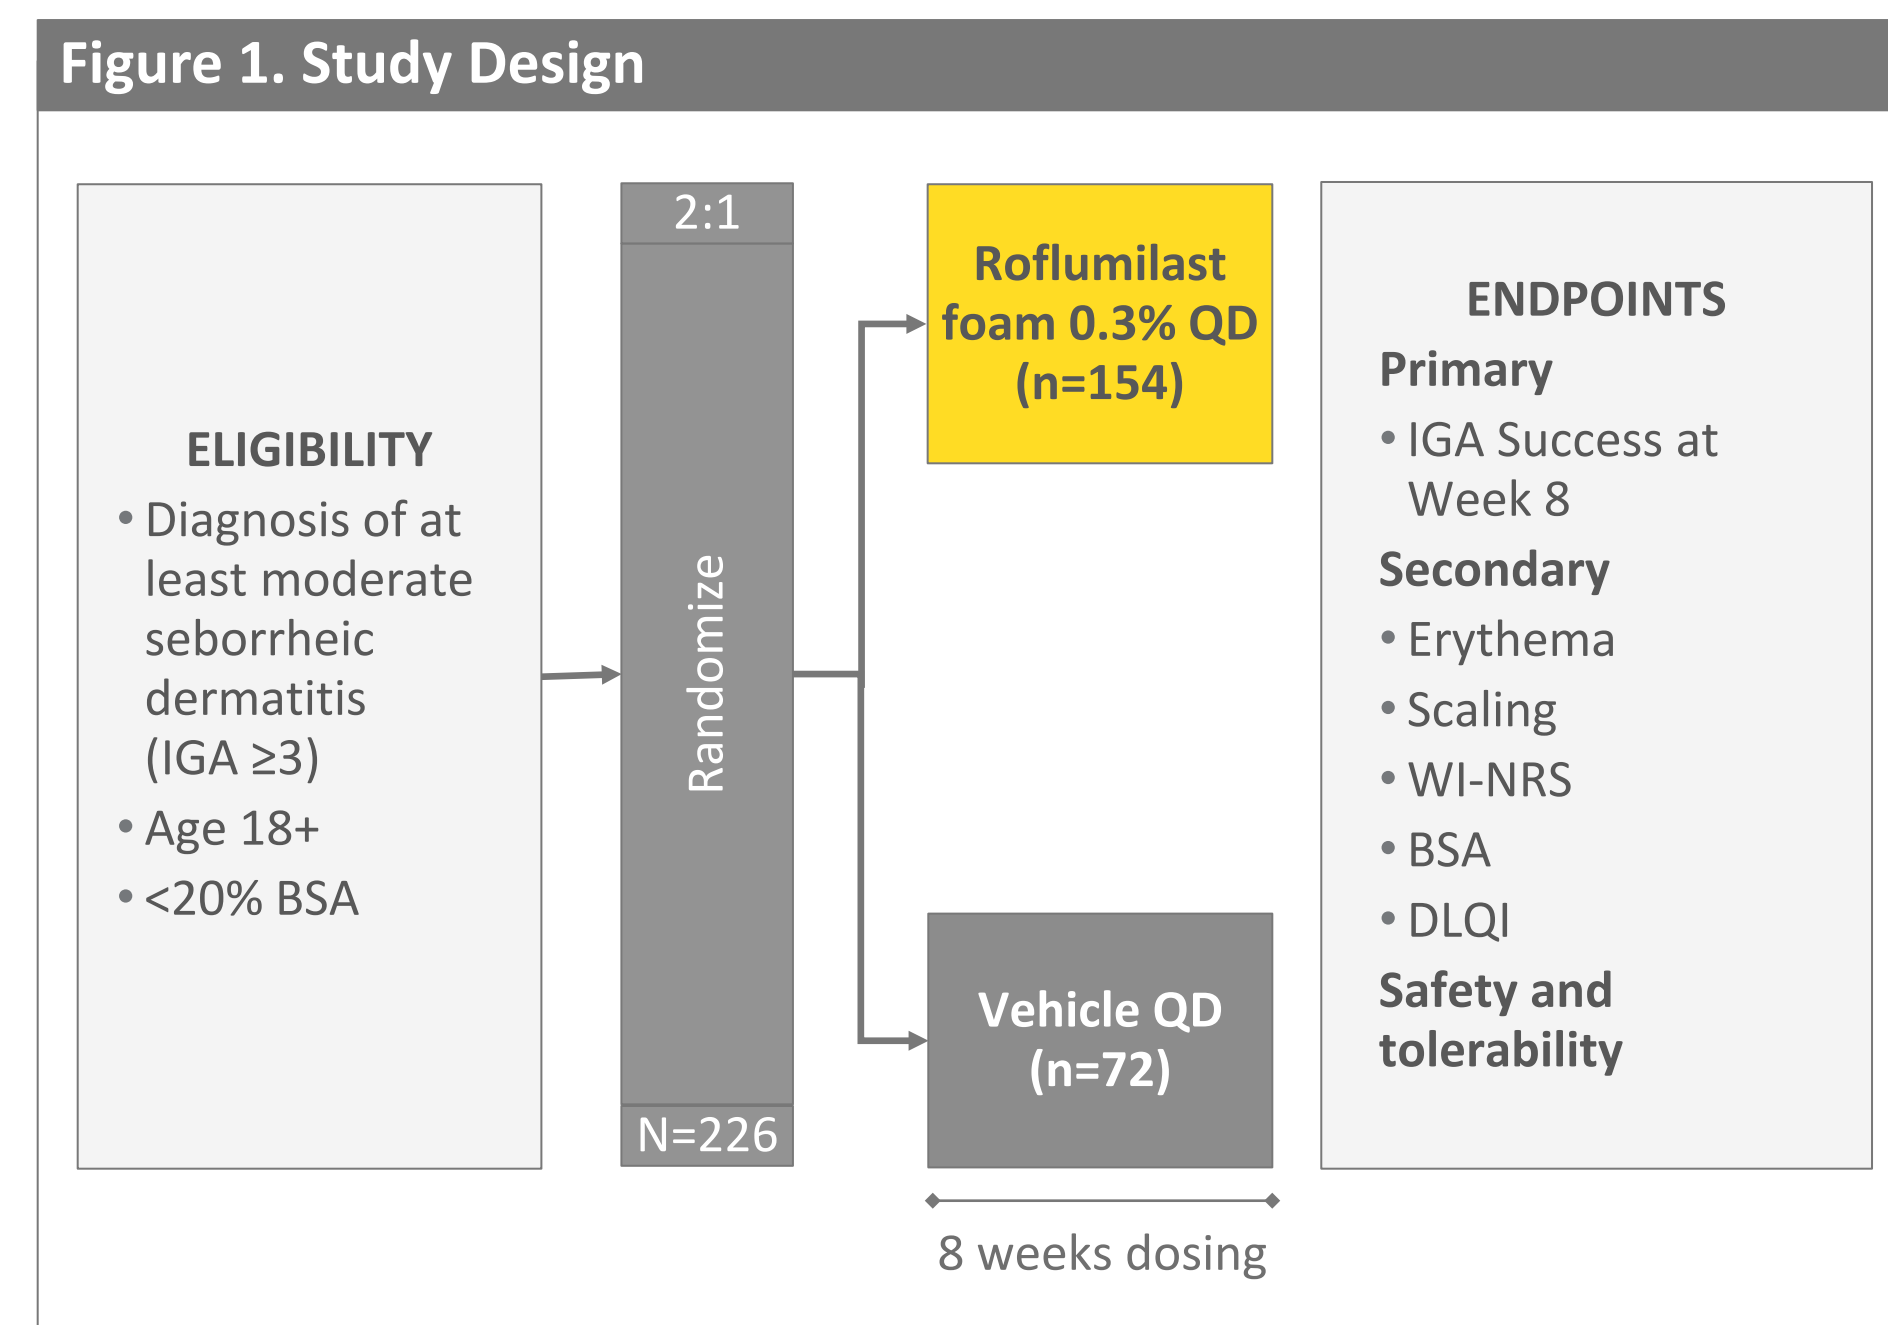 Figure 1. Study Design
ELIGIBILITY
• Diagnosis of at
least moderate
seborrheic
dermatitis
(IGA ≥3)
• Age 18+
• <20% BSA
2:1
Randomize
N=226
Roflumilast
foam 0.3% QD
(n=154)
Vehicle QD
(n=72)
8 weeks dosing
ENDPOINTS
Primary
• IGA Success at
Week 8
Secondary
• Erythema
• Scaling
• WI-NRS
• BSA
• DLQI
Safety and
tolerability